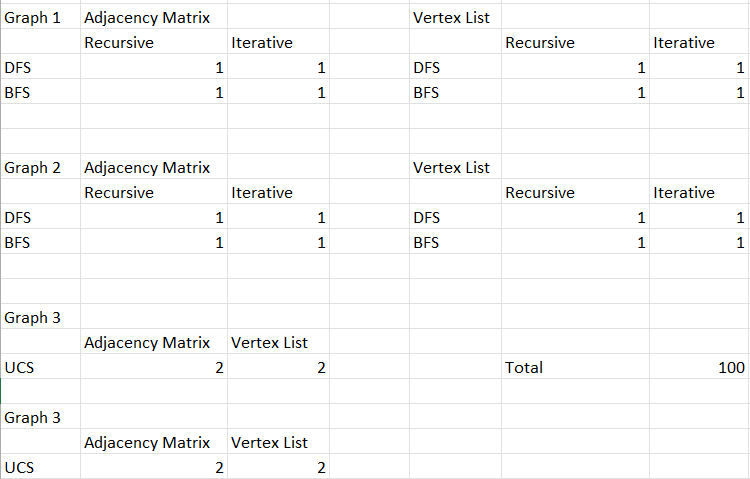 Graph 1 Adjacency Matrix Vertex List
Recursive Iterative Recursive Iterative
DFS 1 1 DFS 1 1
BFS 1 1 BFS 1 1
Graph 2 Adjacency Matrix Vertex List
Recursive Iterative Recursive Iterative
DFS 1 1 DFS 1 1
BFS 1 1 BFS 1 1
Graph 3
Adjacency Matrix Vertex List
UCS 2 2 Total 100
Graph 3
Adjacency Matrix Vertex List
UCS 2 2